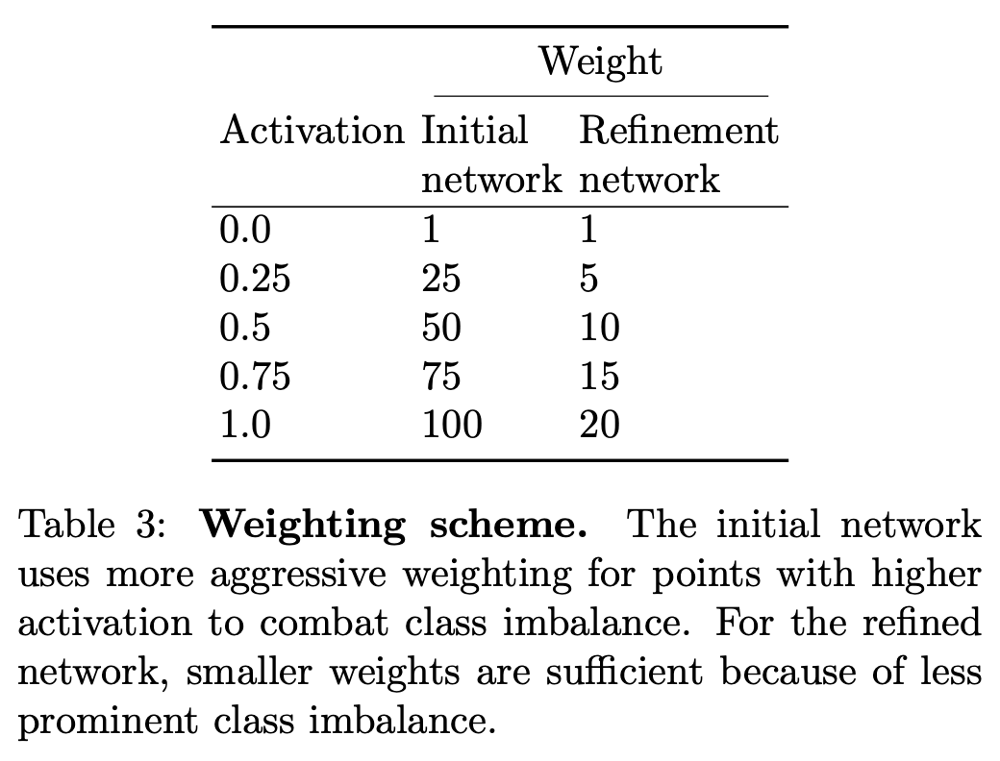 Weight
Activation Initial Refinement
network network
0.0 1 1
0.25 25 5
0.5 50 10
0.75 75 15
1.0 100 20
Table 3: Weighting scheme. The initial network
uses more aggressive weighting for points with higher
activation to combat class imbalance. For the refined
network, smaller weights are sufficient because of less
prominent class imbalance.